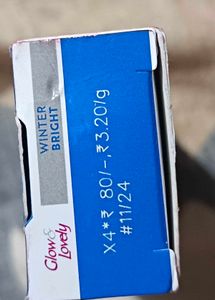 WINTER
BRIGHT
Glow &
Lovely
X4*₹ 80/-,₹3.20/g
#11/24